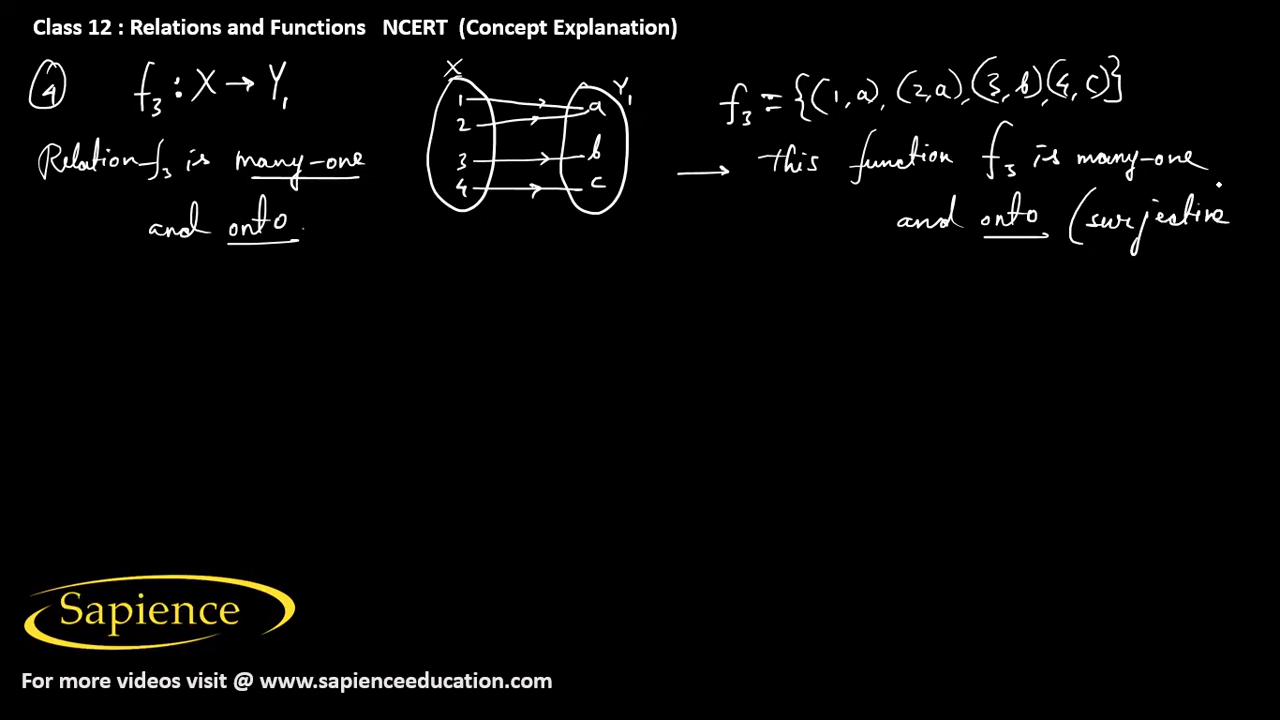 Class 12 : Relations and Functions NCERT (Concept Explanation)
4 f₃ : X → Y₁
Relation f₃ is many-one
and onto.
X
Y₁
1
2
3
4
a
b
c
f₃ = {(1, a), (2, a), (3, b), (4, c)}
→ this function f₃ is many-one
and onto (surjective
Sapience
For more videos visit @ www.sapienceeducation.com